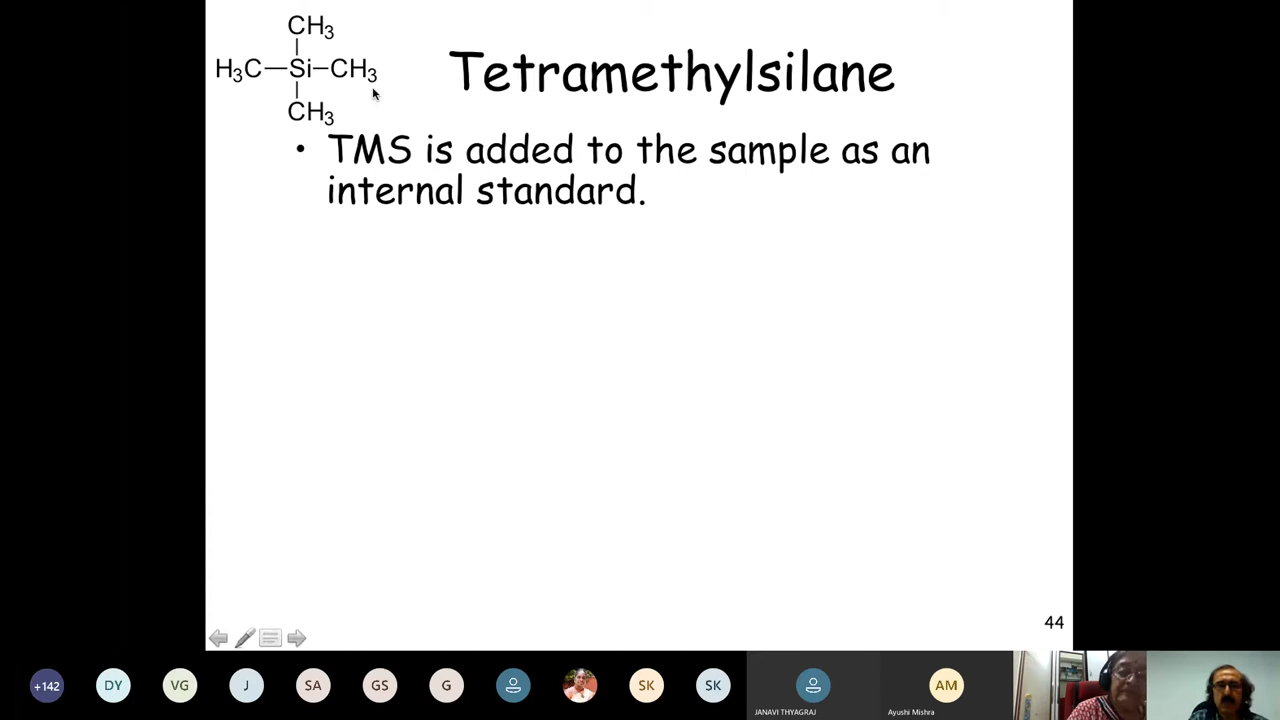 CH3
H3C—Si—CH3
CH3
Tetramethylsilane
• TMS is added to the sample as an
internal standard.
44
+142
DY
VG
J
SA
GS
G
SK
SK
JANAVI THYAGRAJ
AM
Ayushi Mishra